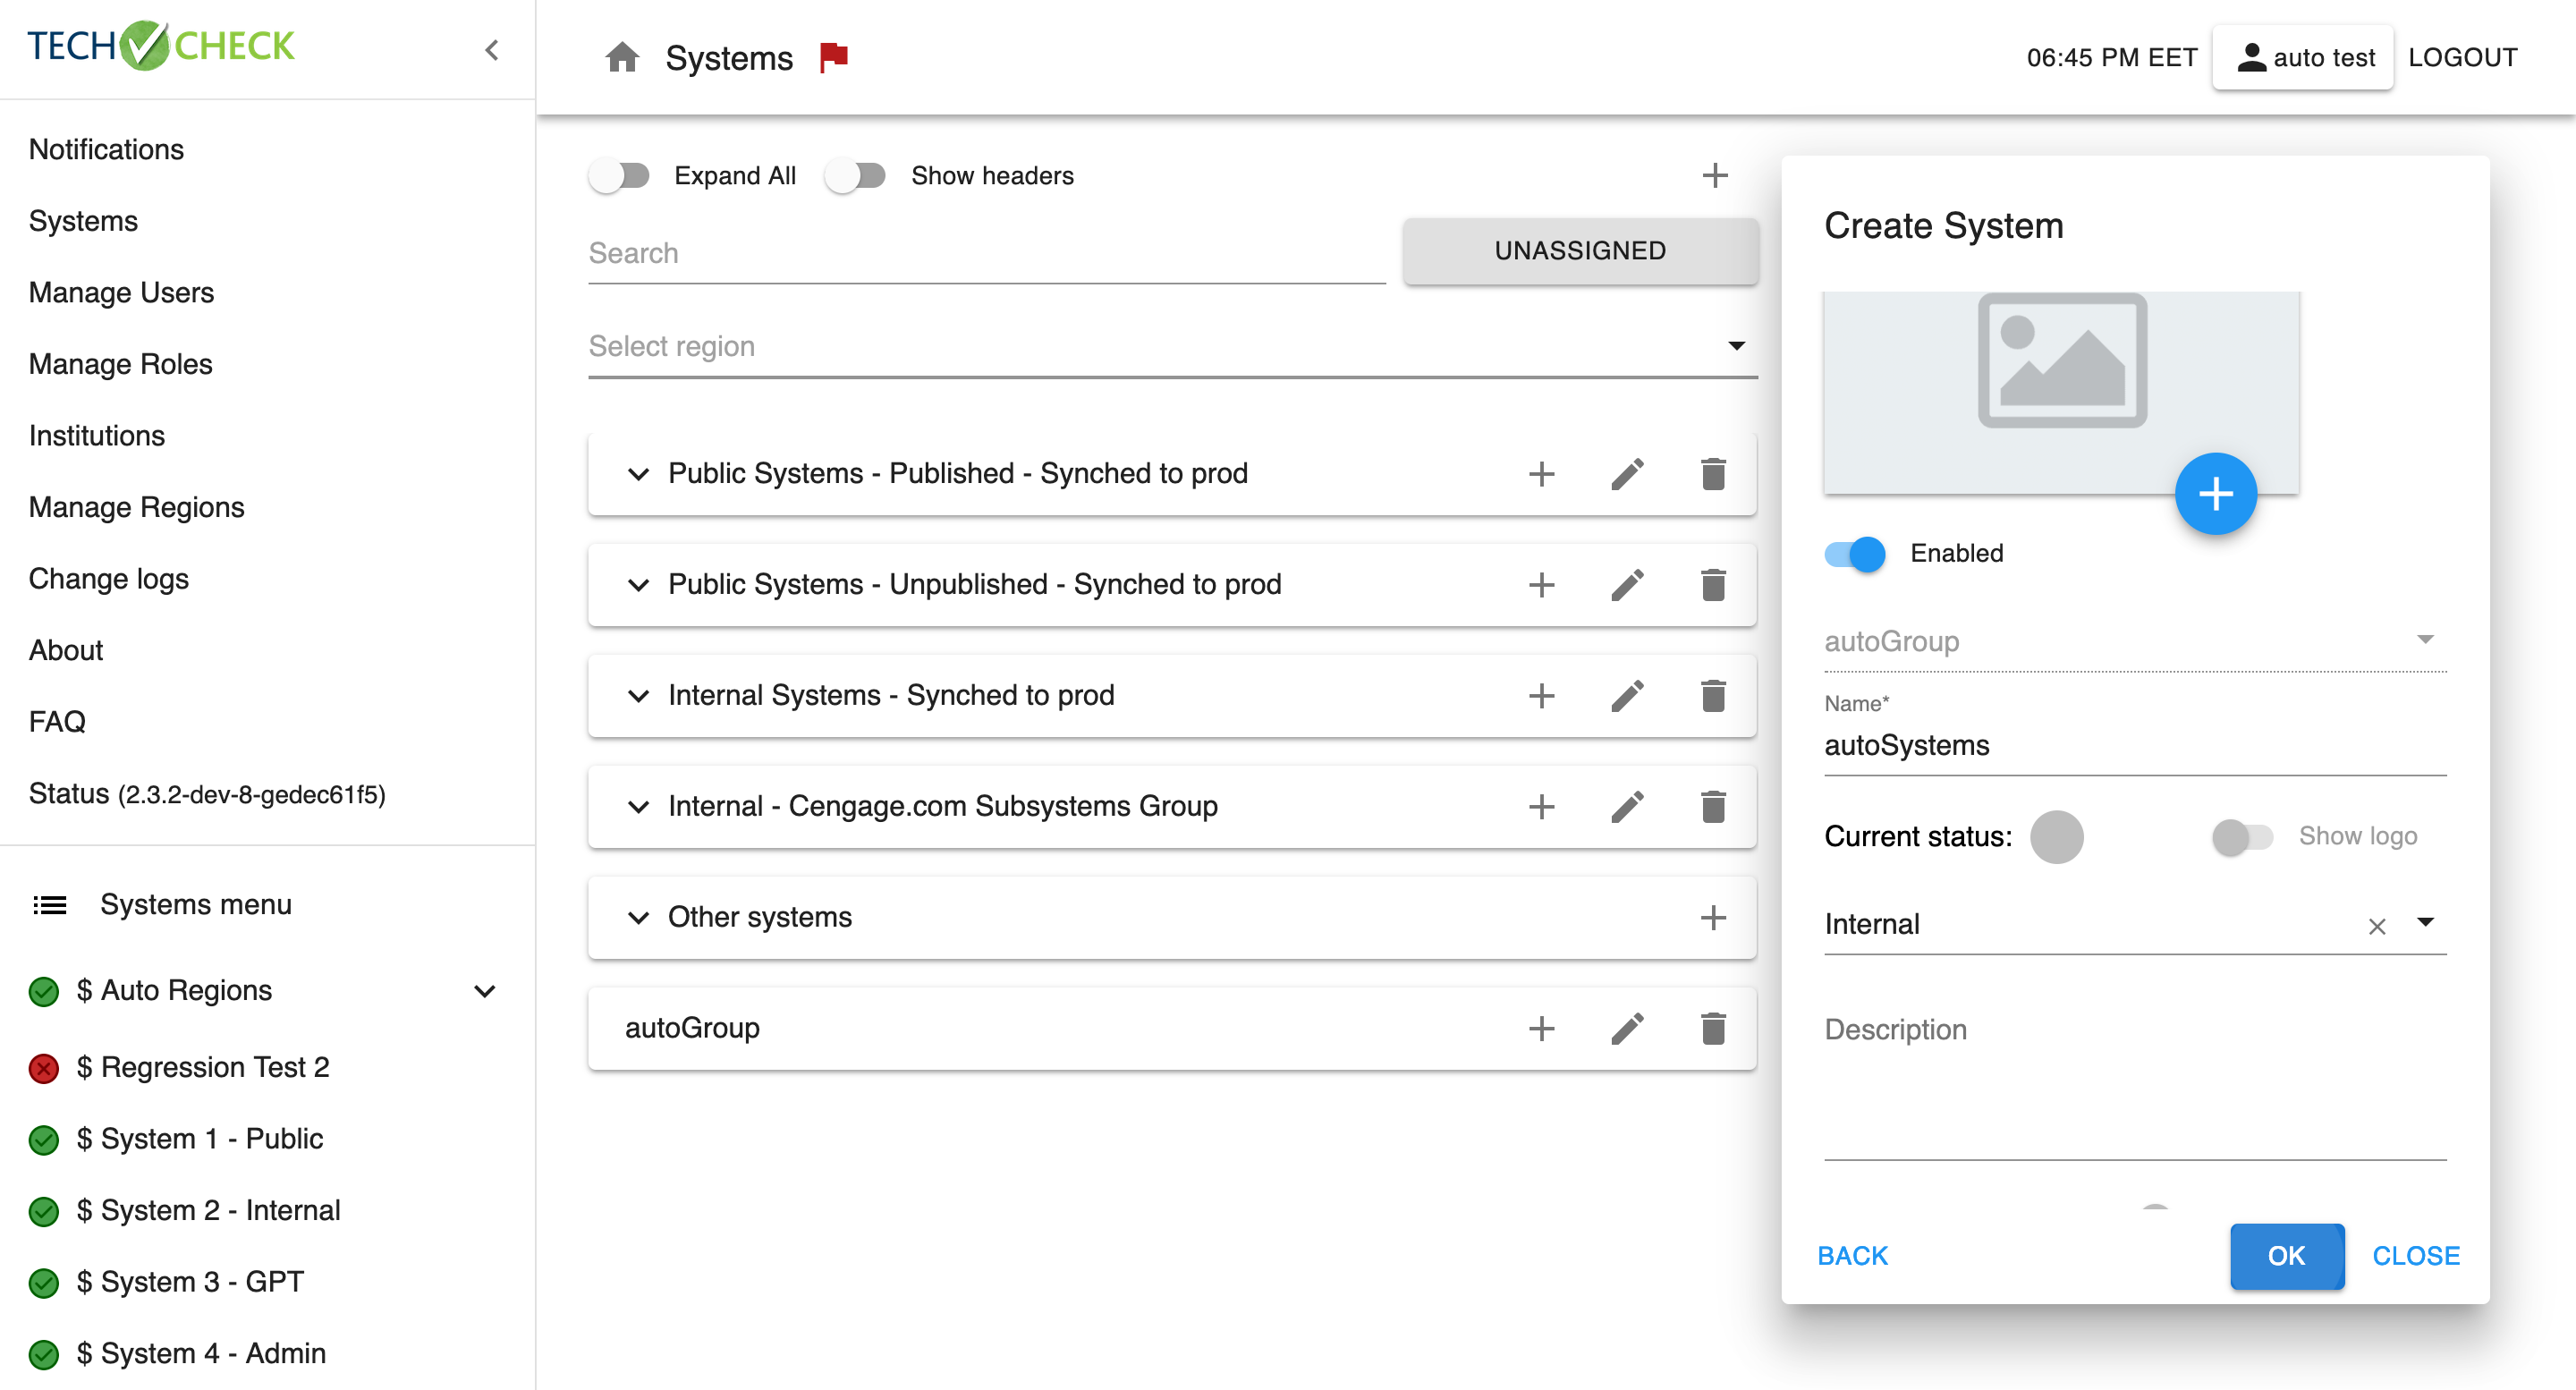 TECH CHECK
Notifications
Systems
Manage Users
Manage Roles
Institutions
Manage Regions
Change logs
About
FAQ
Status (2.3.2-dev-8-gedec61f5)
Systems menu
$ Auto Regions
$ Regression Test 2
$ System 1 - Public
$ System 2 - Internal
$ System 3 - GPT
$ System 4 - Admin
Systems
06:45 PM EET
auto test
LOGOUT
Expand All
Show headers
Search
UNASSIGNED
Select region
Public Systems - Published - Synched to prod
Public Systems - Unpublished - Synched to prod
Internal Systems - Synched to prod
Internal - Cengage.com Subsystems Group
Other systems
autoGroup
Create System
Enabled
autoGroup
Name*
autoSystems
Current status:
Show logo
Internal
Description
BACK
OK
CLOSE